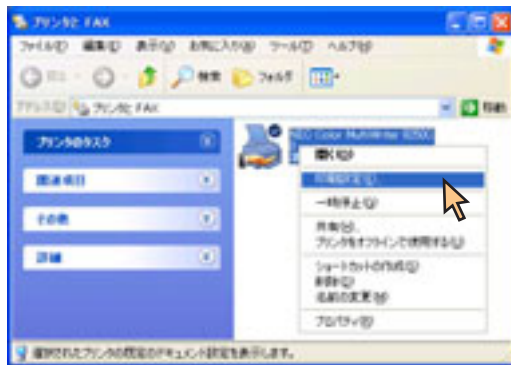 プリンタと FAX
ファイル(F) 編集(E) 表示(V) お気に入り(A) ツール(T) ヘルプ(H)
戻る 検索 フォルダ
アドレス(D) プリンタと FAX 移動
プリンタのタスク
関連項目
その他
詳細
NEC Color MultiWriter
開く(O)
印刷設定(E)...
一時停止(G)
共有(H)...
プリンタをオフラインで使用する(U)
ショートカットの作成(S)
削除(D)
名前の変更(M)
プロパティ(R)
選択されたプリンタの既定のドキュメント設定を表示します。